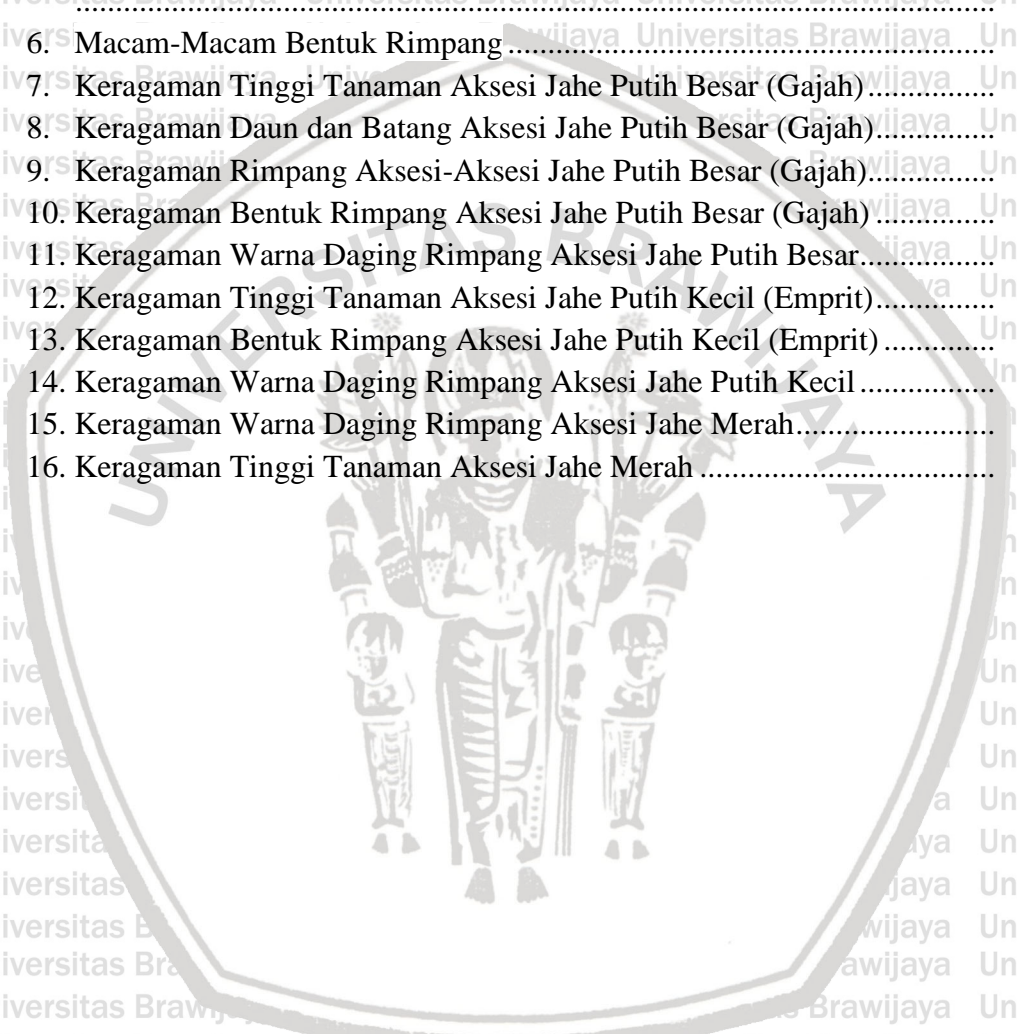 ................................................................................................................
6. Macam-Macam Bentuk Rimpang.............................................................
7. Keragaman Tinggi Tanaman Aksesi Jahe Putih Besar (Gajah)................
8. Keragaman Daun dan Batang Aksesi Jahe Putih Besar (Gajah)...............
9. Keragaman Rimpang Aksesi-Aksesi Jahe Putih Besar (Gajah)................
10. Keragaman Bentuk Rimpang Aksesi Jahe Putih Besar (Gajah)...............
11. Keragaman Warna Daging Rimpang Aksesi Jahe Putih Besar.................
12. Keragaman Tinggi Tanaman Aksesi Jahe Putih Kecil (Emprit)...............
13. Keragaman Bentuk Rimpang Aksesi Jahe Putih Kecil (Emprit)..............
14. Keragaman Warna Daging Rimpang Aksesi Jahe Putih Kecil.................
15. Keragaman Warna Daging Rimpang Aksesi Jahe Merah.........................
16. Keragaman Tinggi Tanaman Aksesi Jahe Merah.....................................
UNIVERSITAS BRAWIJAYA